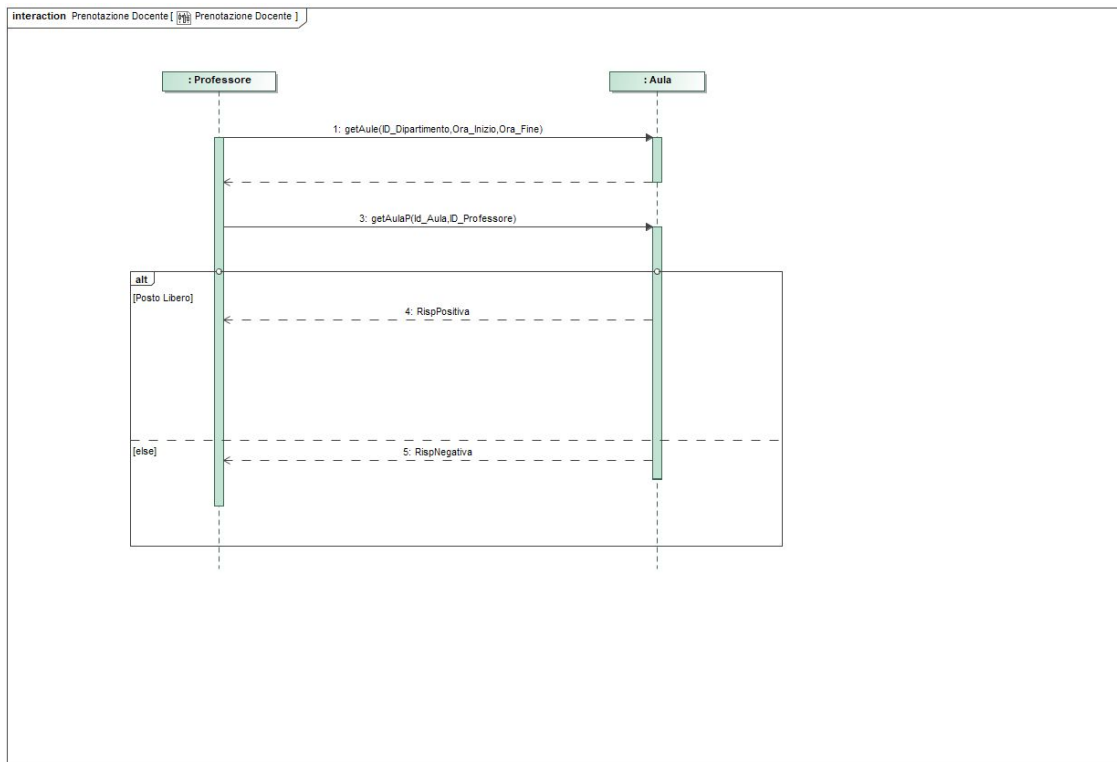 interaction Prenotazione Docente [ Prenotazione Docente ]
: Professore
: Aula
1: getAule(ID_Dipartimento,Ora_Inizio,Ora_Fine)
3: getAulaP(Id_Aula,ID_Professore)
alt
[Posto Libero]
4: RispPositiva
[else]
5: RispNegativa